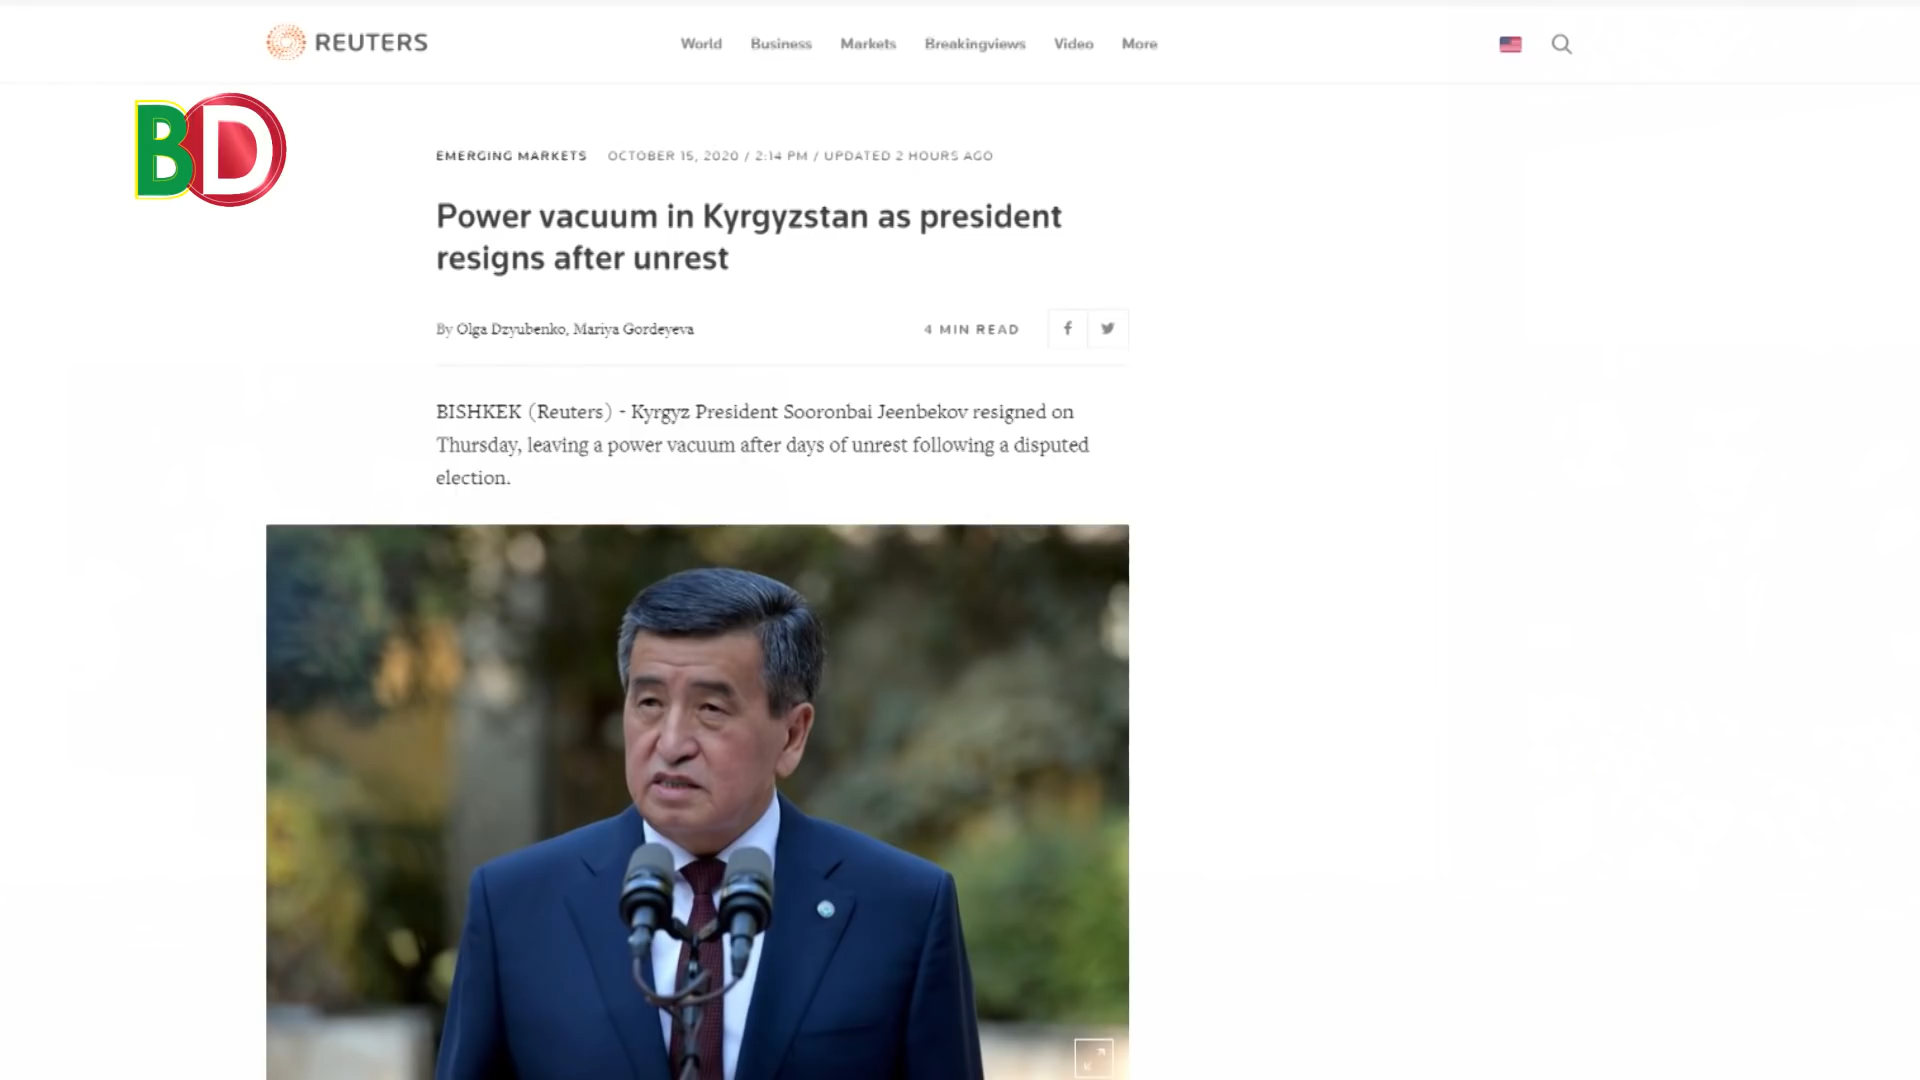 REUTERS
World Business Markets Breakingviews Video More
BD
EMERGING MARKETS OCTOBER 15, 2020 / 2:14 PM / UPDATED 2 HOURS AGO
Power vacuum in Kyrgyzstan as president
resigns after unrest
By Olga Dzyubenko, Mariya Gordeyeva
4 MIN READ
BISHKEK (Reuters) - Kyrgyz President Sooronbai Jeenbekov resigned on
Thursday, leaving a power vacuum after days of unrest following a disputed
election.